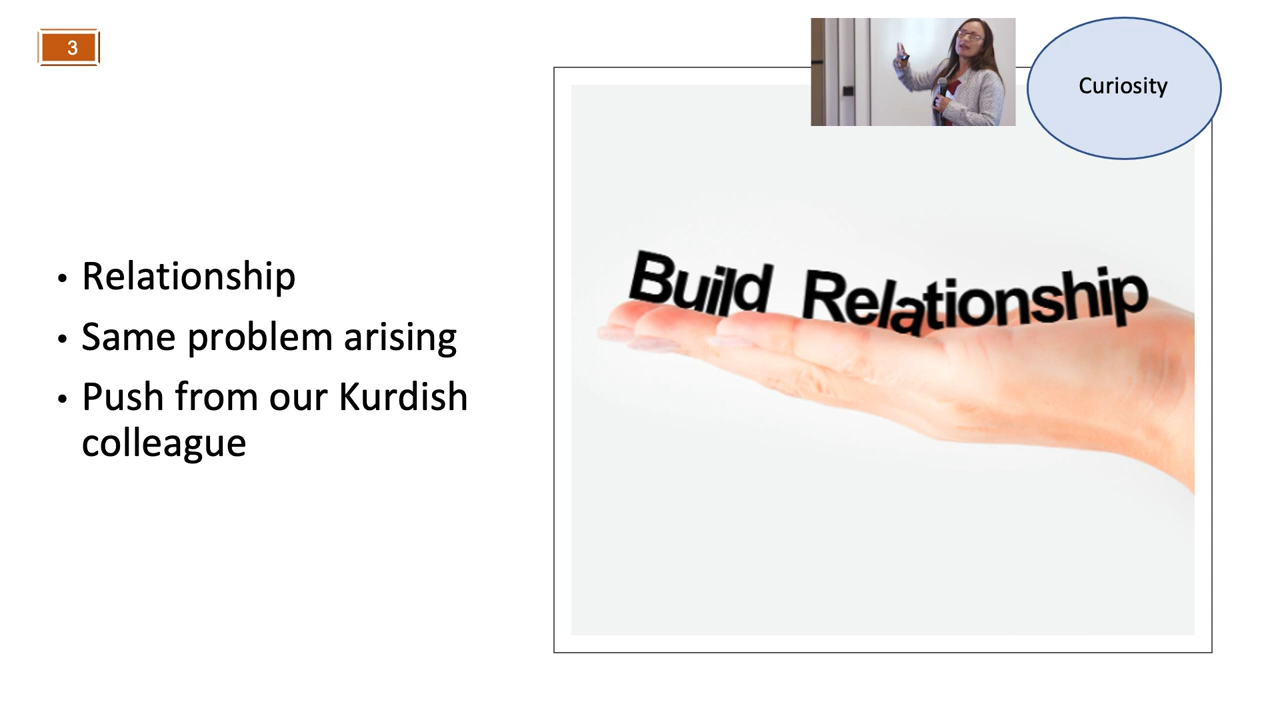 3
Curiosity
Build Relationship
• Relationship
• Same problem arising
• Push from our Kurdish
colleague